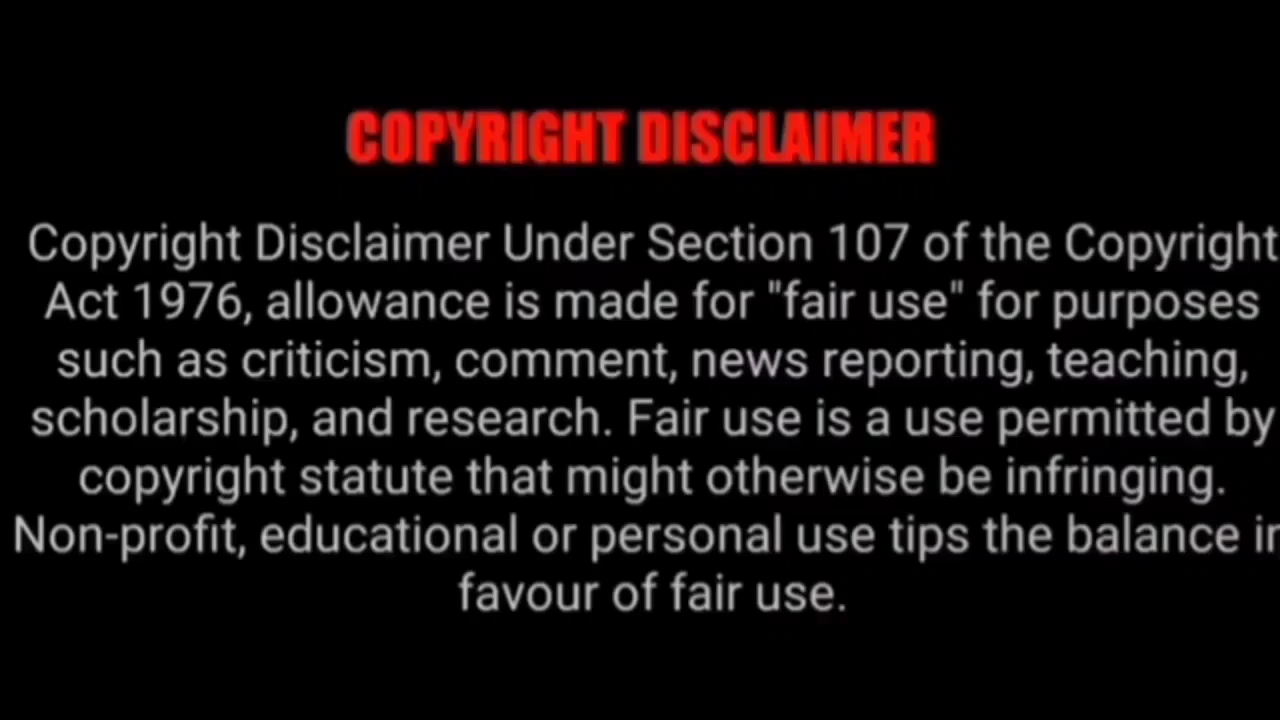 COPYRIGHT DISCLAIMER
Copyright Disclaimer Under Section 107 of the Copyright
Act 1976, allowance is made for "fair use" for purposes
such as criticism, comment, news reporting, teaching,
scholarship, and research. Fair use is a use permitted by
copyright statute that might otherwise be infringing.
Non-profit, educational or personal use tips the balance in
favour of fair use.